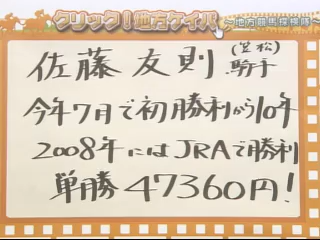 クリック！地方ケイバ
～地方競馬探検隊～
佐藤友則(笠松)騎手
今年7月で初勝利から10年
2008年にはJRAで勝利
単勝47360円！